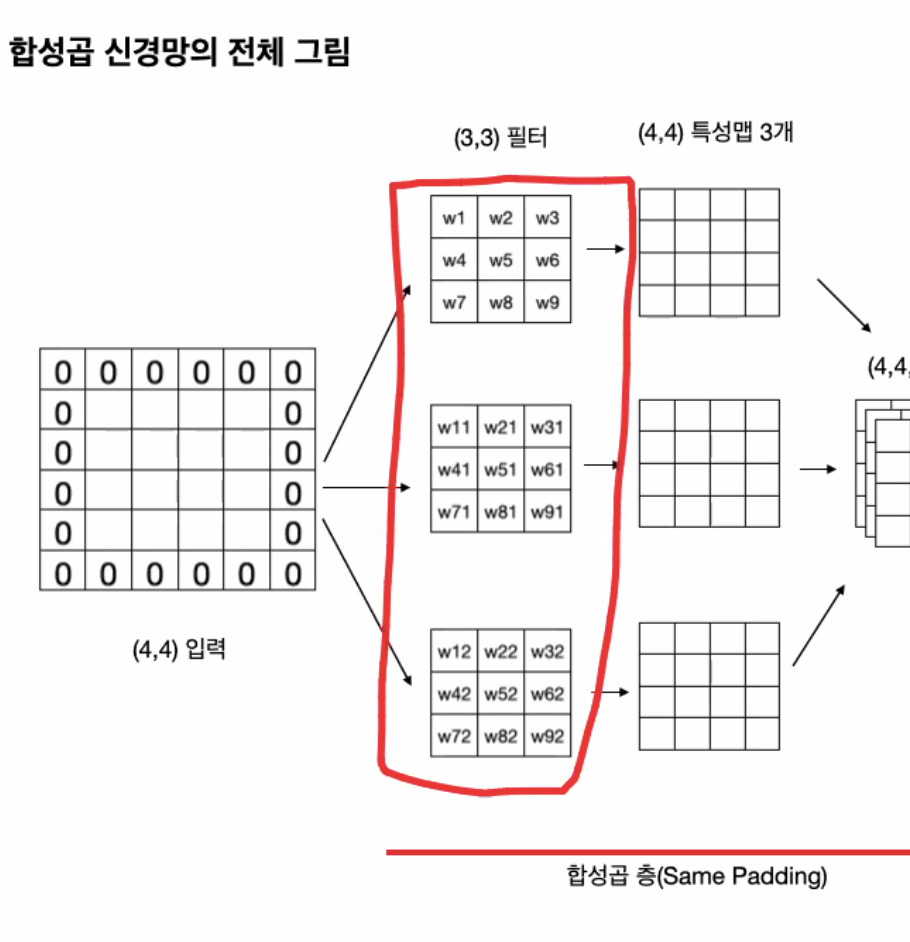 합성곱 신경망의 전체 그림
(3,3) 필터
(4,4) 특성맵 3개
w1 w2 w3
w4 w5 w6
w7 w8 w9
0 0 0 0 0 0
0 0
0 0
0 0
0 0
0 0 0 0 0 0
(4,4) 입력
w11 w21 w31
w41 w51 w61
w71 w81 w91
w12 w22 w32
w42 w52 w62
w72 w82 w92
(4,4,
합성곱 층(Same Padding)